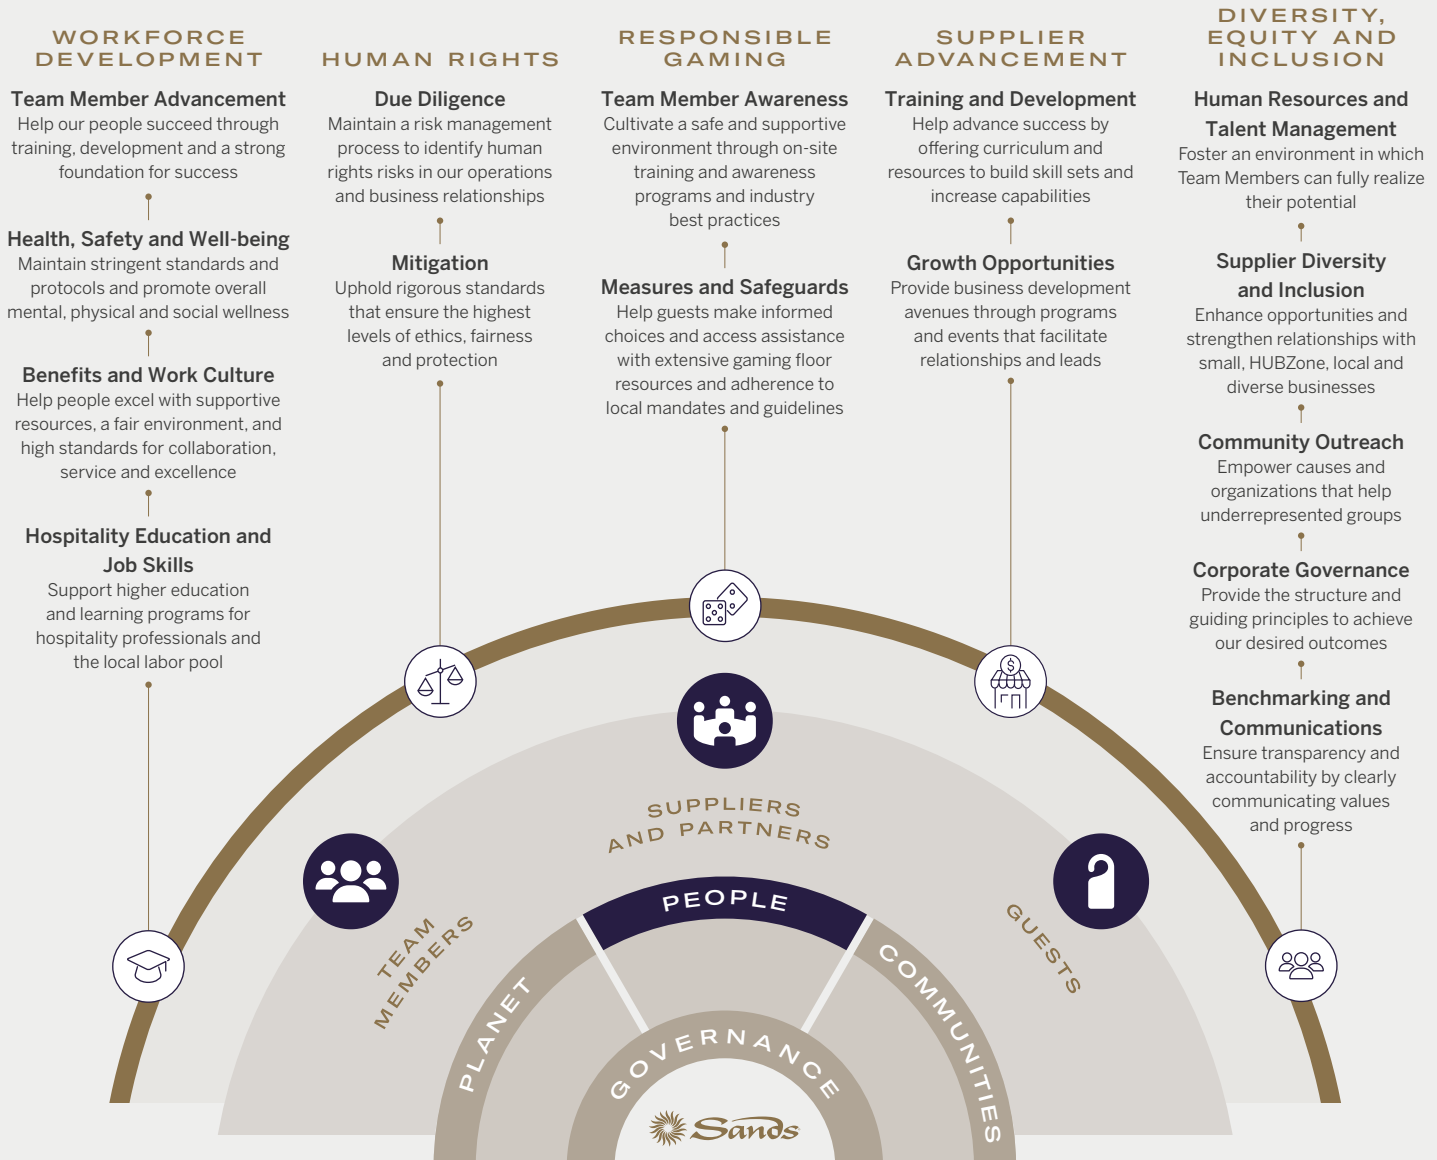 WORKFORCE
DEVELOPMENT
Team Member Advancement
Help our people succeed through
training, development and a strong
foundation for success
Health, Safety and Well-being
Maintain stringent standards and
protocols and promote overall
mental, physical and social wellness
Benefits and Work Culture
Help people excel with supportive
resources, a fair environment, and
high standards for collaboration,
service and excellence
Hospitality Education and
Job Skills
Support higher education
and learning programs for
hospitality professionals and
the local labor pool
HUMAN RIGHTS
Due Diligence
Maintain a risk management
process to identify human
rights risks in our operations
and business relationships
Mitigation
Uphold rigorous standards
that ensure the highest
levels of ethics, fairness
and protection
RESPONSIBLE
GAMING
Team Member Awareness
Cultivate a safe and supportive
environment through on-site
training and awareness
programs and industry
best practices
Measures and Safeguards
Help guests make informed
choices and access assistance
with extensive gaming floor
resources and adherence to
local mandates and guidelines
SUPPLIER
ADVANCEMENT
Training and Development
Help advance success by
offering curriculum and
resources to build skill sets and
increase capabilities
Growth Opportunities
Provide business development
avenues through programs
and events that facilitate
relationships and leads
DIVERSITY,
EQUITY AND
INCLUSION
Human Resources and
Talent Management
Foster an environment in which
Team Members can fully realize
their potential
Supplier Diversity
and Inclusion
Enhance opportunities and
strengthen relationships with
small, HUBZone, local and
diverse businesses
Community Outreach
Empower causes and
organizations that help
underrepresented groups
Corporate Governance
Provide the structure and
guiding principles to achieve
our desired outcomes
Benchmarking and
Communications
Ensure transparency and
accountability by clearly
communicating values
and progress
$
SUPPLIERS
AND PARTNERS
TEAM
MEMBERS
GUESTS
PEOPLE
PLANET
COMMUNITIES
GOVERNANCE
Sands